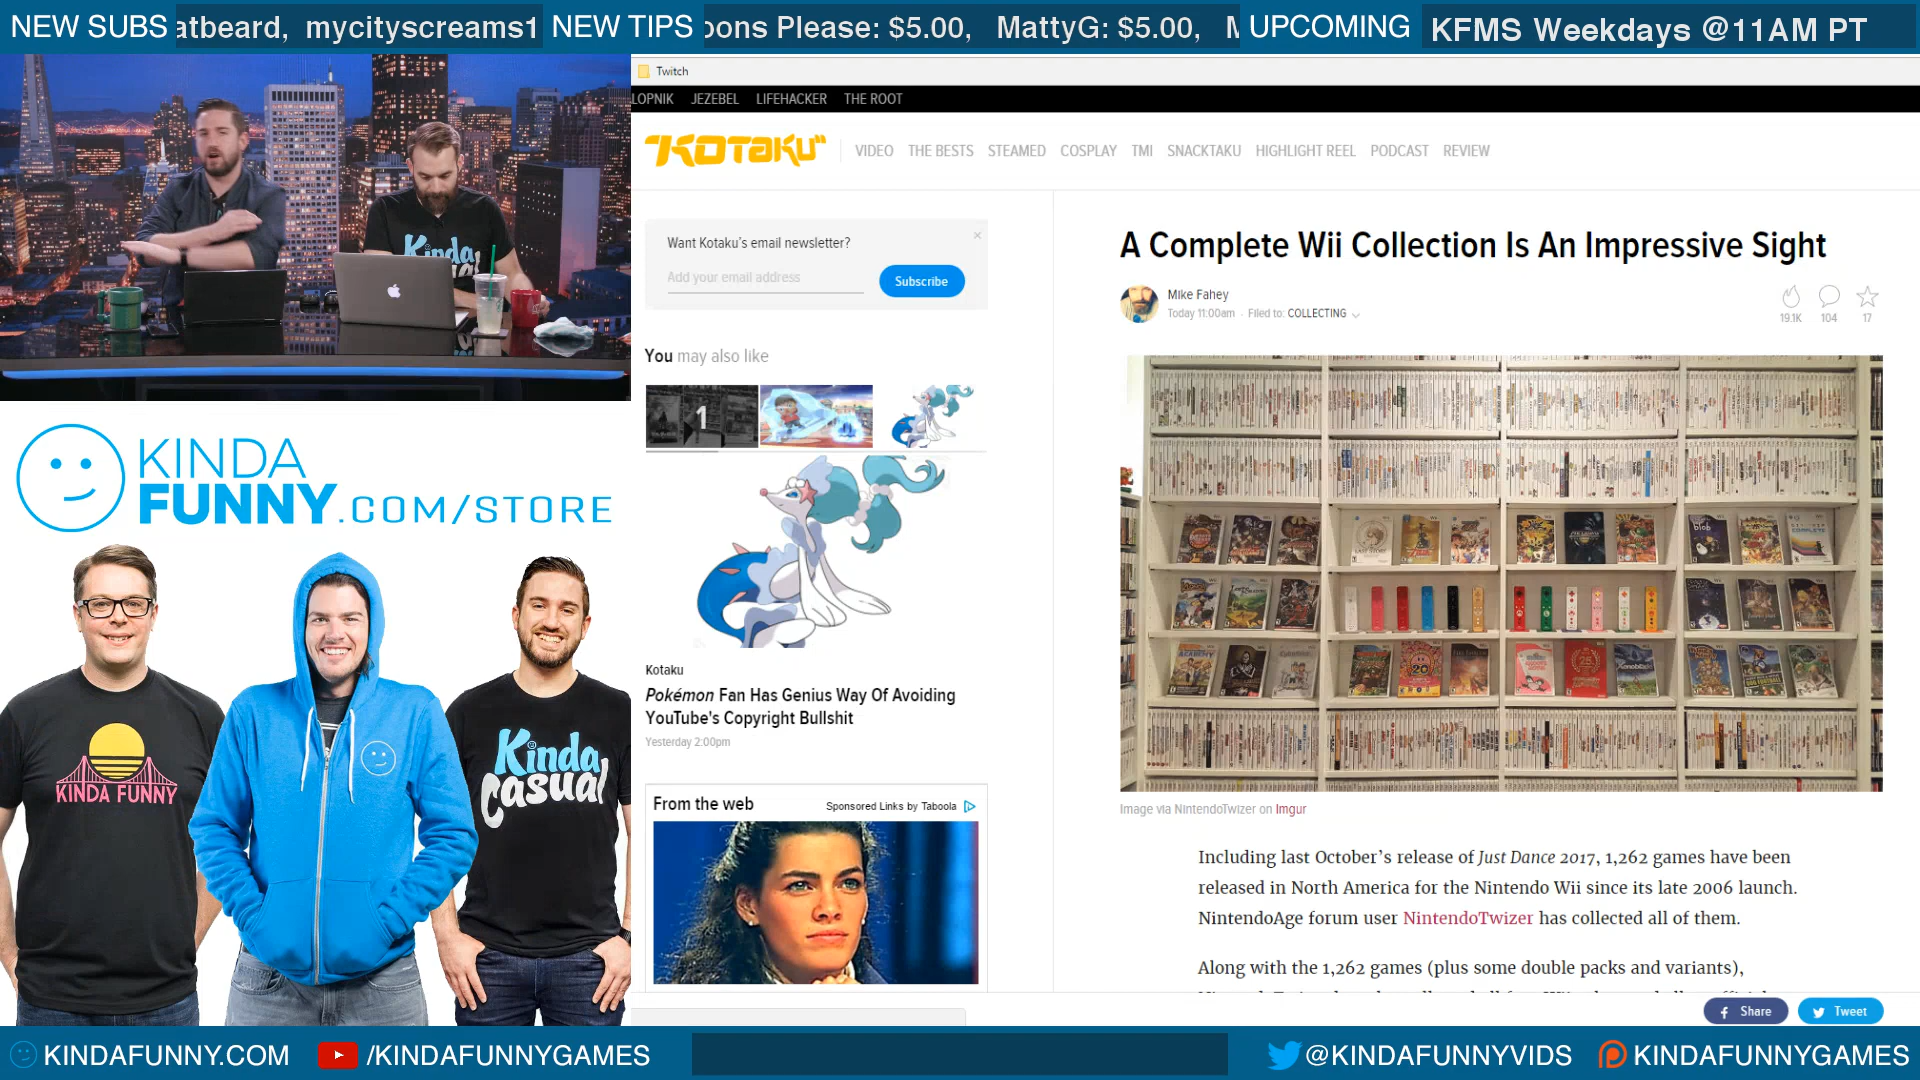 NEW SUBS
atbeard, mycityscreams1
NEW TIPS
oons Please: $5.00, MattyG: $5.00,
UPCOMING
KFMS Weekdays @11AM PT
Twitch
LOPNIK JEZEBEL LIFEHACKER THE ROOT
KOTAKU
VIDEO THE BESTS STEAMED COSPLAY TMI SNACKTAKU HIGHLIGHT REEL PODCAST REVIEW
Want Kotaku's email newsletter?
Add your email address
Subscribe
You may also like
1
Kotaku
Pokémon Fan Has Genius Way Of Avoiding
YouTube's Copyright Bullshit
Yesterday 2:00pm
From the web
Sponsored Links by Taboola
A Complete Wii Collection Is An Impressive Sight
Mike Fahey
Today 11:00am · Filed to: COLLECTING
19.1K 104 17
Image via NintendoTwizer on Imgur
Including last October's release of Just Dance 2017, 1,262 games have been
released in North America for the Nintendo Wii since its late 2006 launch.
NintendoAge forum user NintendoTwizer has collected all of them.
Along with the 1,262 games (plus some double packs and variants),
Share
Tweet
Kinda
Casual
KINDA
FUNNY.COM/STORE
KINDA FUNNY
Kinda
Casual
KINDAFUNNY.COM
/KINDAFUNNYGAMES
@KINDAFUNNYVIDS
KINDAFUNNYGAMES